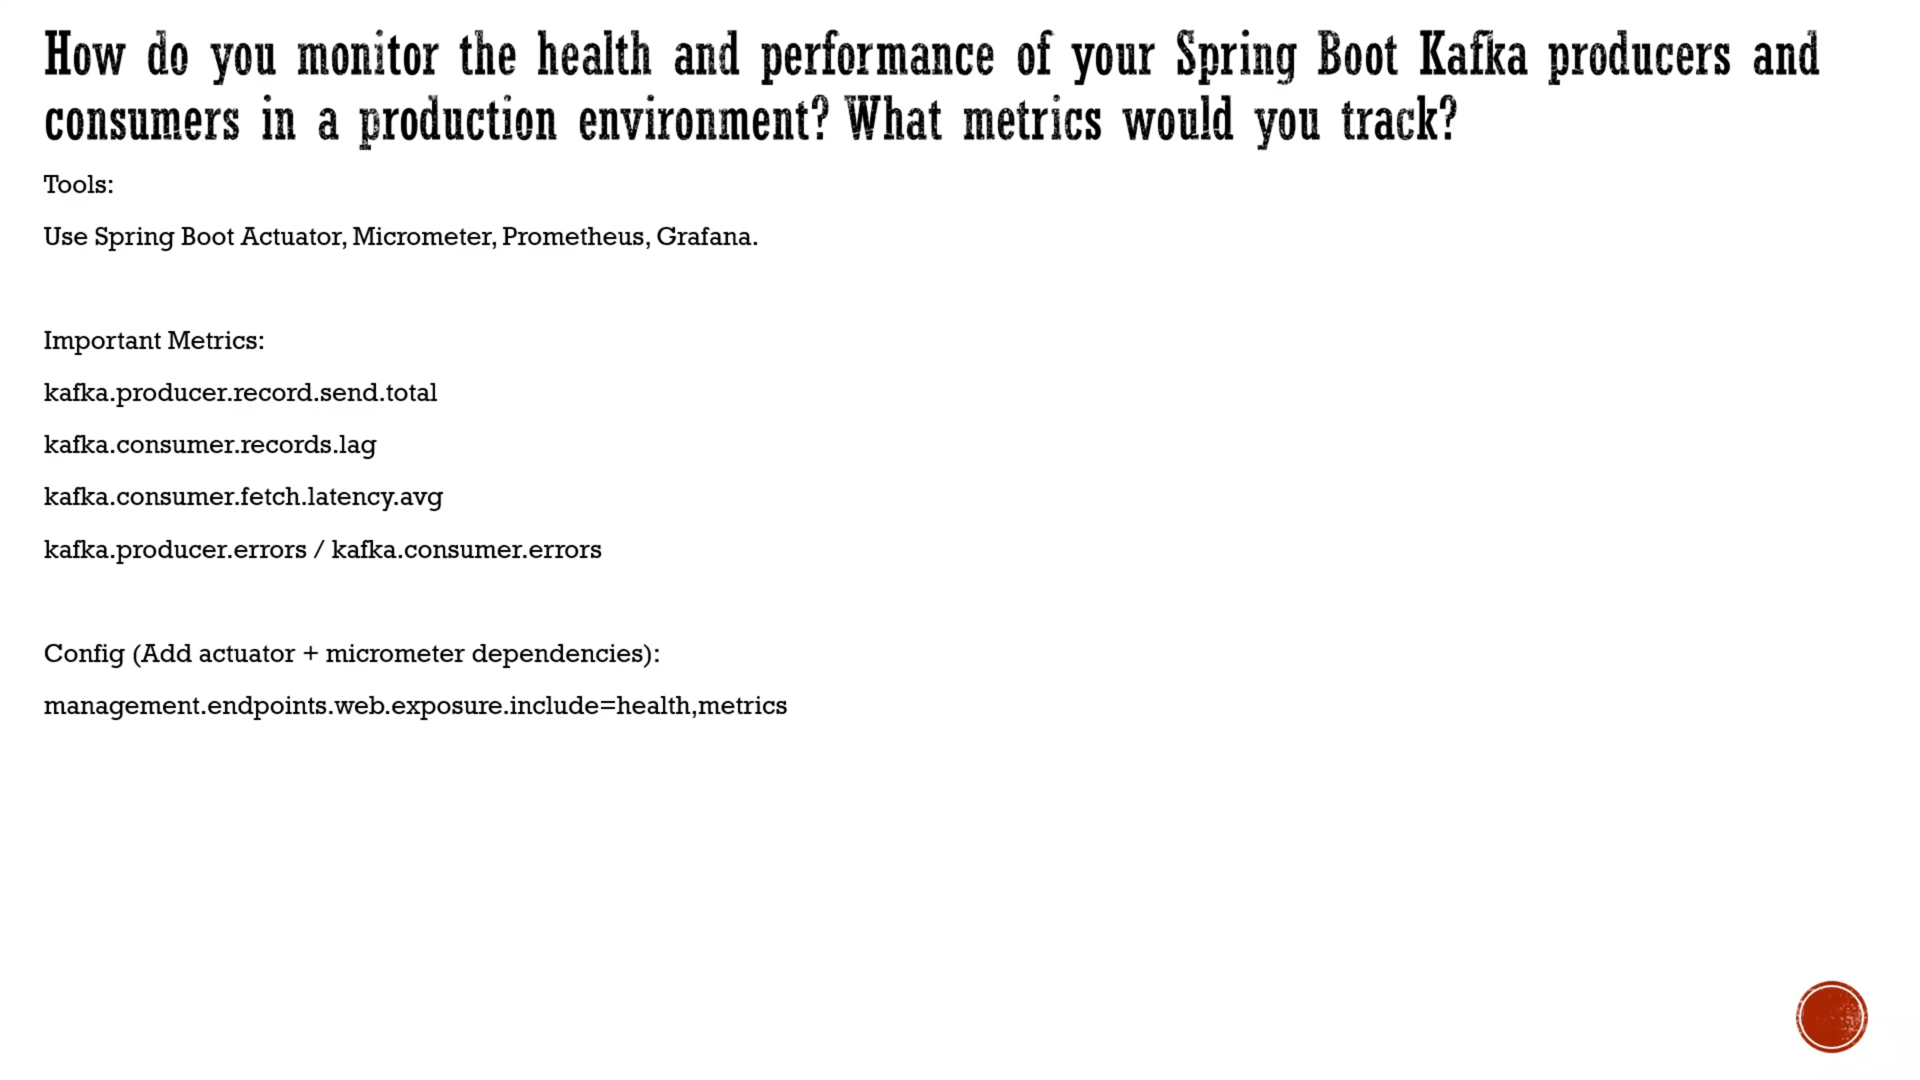 How do you monitor the health and performance of your Spring Boot Kafka producers and
consumers in a production environment? What metrics would you track?
Tools:
Use Spring Boot Actuator, Micrometer, Prometheus, Grafana.
Important Metrics:
kafka.producer.record.send.total
kafka.consumer.records.lag
kafka.consumer.fetch.latency.avg
kafka.producer.errors / kafka.consumer.errors
Config (Add actuator + micrometer dependencies):
management.endpoints.web.exposure.include=health,metrics